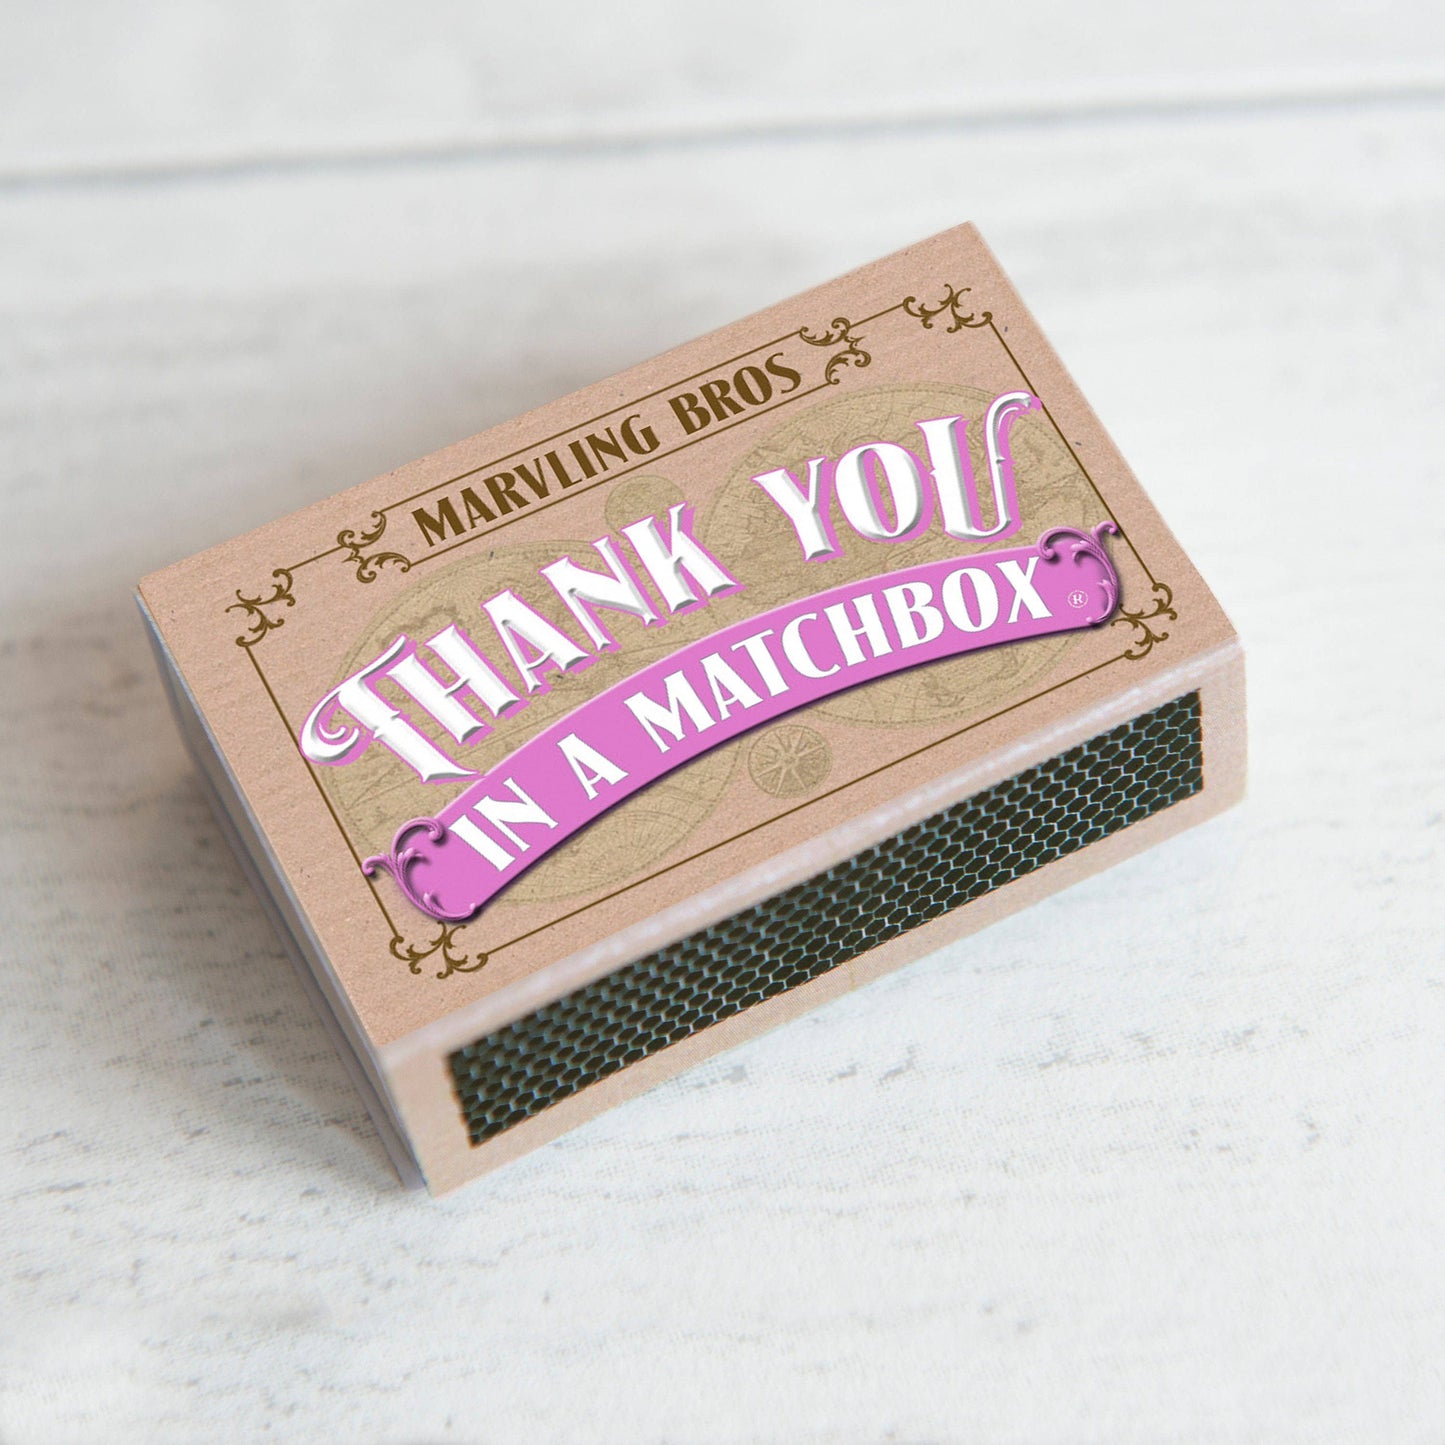 MARVLING BROS
THANK YOU
IN A MATCHBOX ®